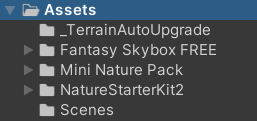 Assets
_TerrainAutoUpgrade
Fantasy Skybox FREE
Mini Nature Pack
NatureStarterKit2
Scenes